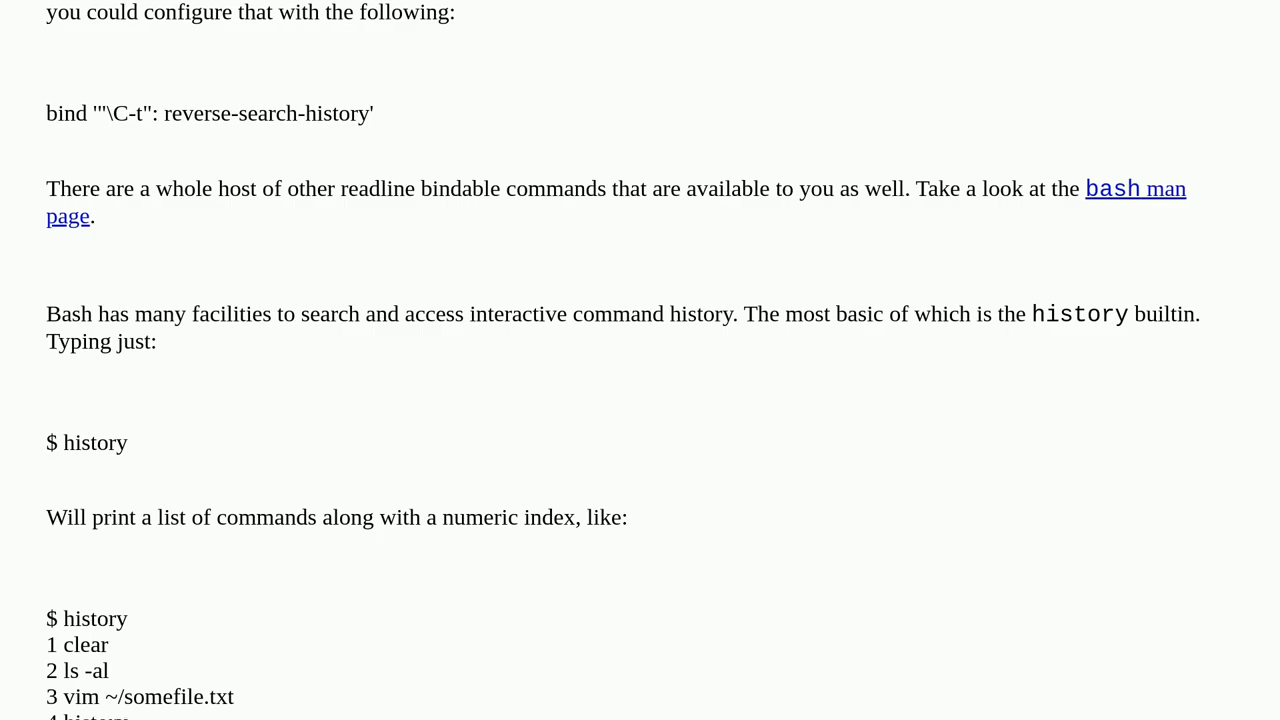 you could configure that with the following:
bind '"\C-t": reverse-search-history'
There are a whole host of other readline bindable commands that are available to you as well. Take a look at the bash man
page.
Bash has many facilities to search and access interactive command history. The most basic of which is the history builtin.
Typing just:
$ history
Will print a list of commands along with a numeric index, like:
$ history
1 clear
2 ls -al
3 vim ~/somefile.txt
4 history